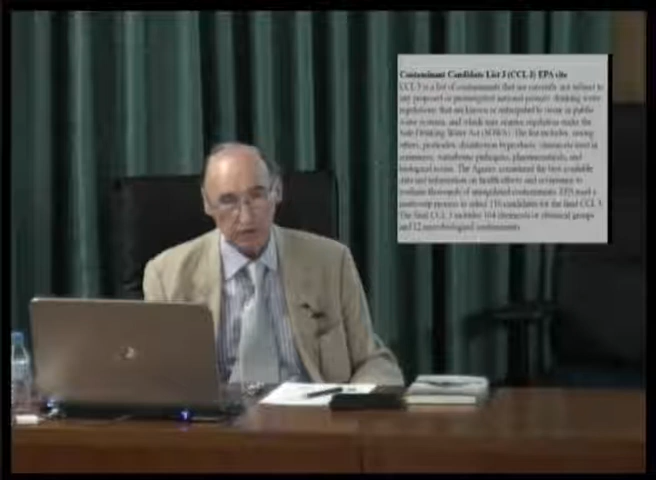 Contaminant Candidate List 3 (CCL 3) EPA site
CCL 3 is a list of contaminants that are currently not subject to
any proposed or promulgated national primary drinking water
regulations, that are known or anticipated to occur in public
water systems, and which may require regulation under the
Safe Drinking Water Act (SDWA). The list includes, among
others, pesticides, disinfection byproducts, chemicals used in
commerce, waterborne pathogens, pharmaceuticals, and
biological toxins. The Agency considered the best available
data and information on health effects and occurrence to
evaluate thousands of unregulated contaminants. EPA used a
multistep process to select 116 candidates for the final CCL 3.
The final CCL 3 includes 104 chemicals or chemical groups
and 12 microbiological contaminants.